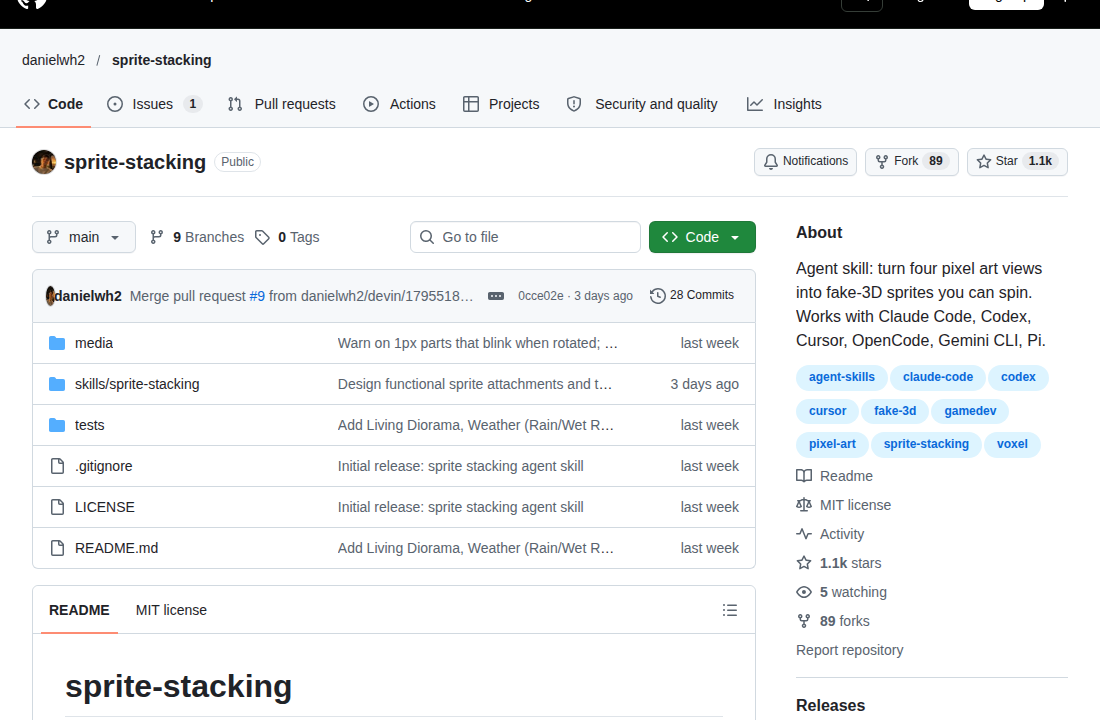 danielwh2 / sprite-stacking
Code Issues 1 Pull requests Actions Projects Security and quality Insights
sprite-stacking Public Notifications Fork 89 Star 1.1k
main 9 Branches 0 Tags Go to file Code
danielwh2 Merge pull request #9 from danielwh2/devin/1795518… 0cce02e · 3 days ago 28 Commits
media Warn on 1px parts that blink when rotated; … last week
skills/sprite-stacking Design functional sprite attachments and t… 3 days ago
tests Add Living Diorama, Weather (Rain/Wet R… last week
.gitignore Initial release: sprite stacking agent skill last week
LICENSE Initial release: sprite stacking agent skill last week
README.md Add Living Diorama, Weather (Rain/Wet R… last week
README MIT license
sprite-stacking
About
Agent skill: turn four pixel art views
into fake-3D sprites you can spin.
Works with Claude Code, Codex,
Cursor, OpenCode, Gemini CLI, Pi.
agent-skills claude-code codex
cursor fake-3d gamedev
pixel-art sprite-stacking voxel
Readme
MIT license
Activity
1.1k stars
5 watching
89 forks
Report repository
Releases